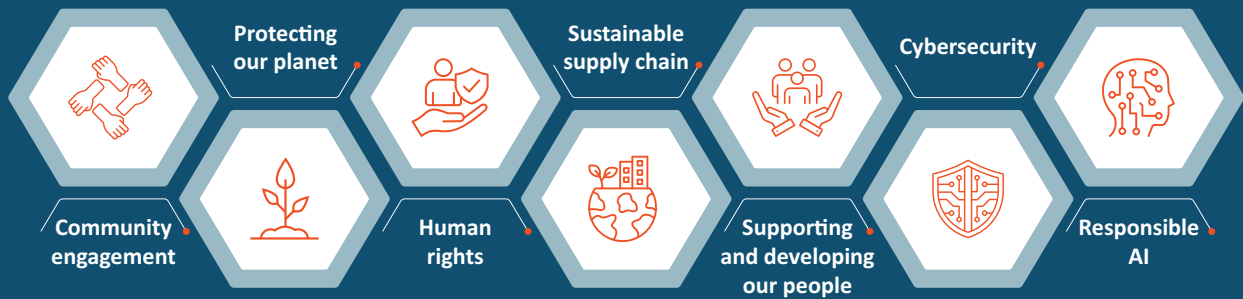 Protecting
our planet
Sustainable
supply chain
Cybersecurity
Community
engagement
Human
rights
Supporting
and developing
our people
Responsible
AI